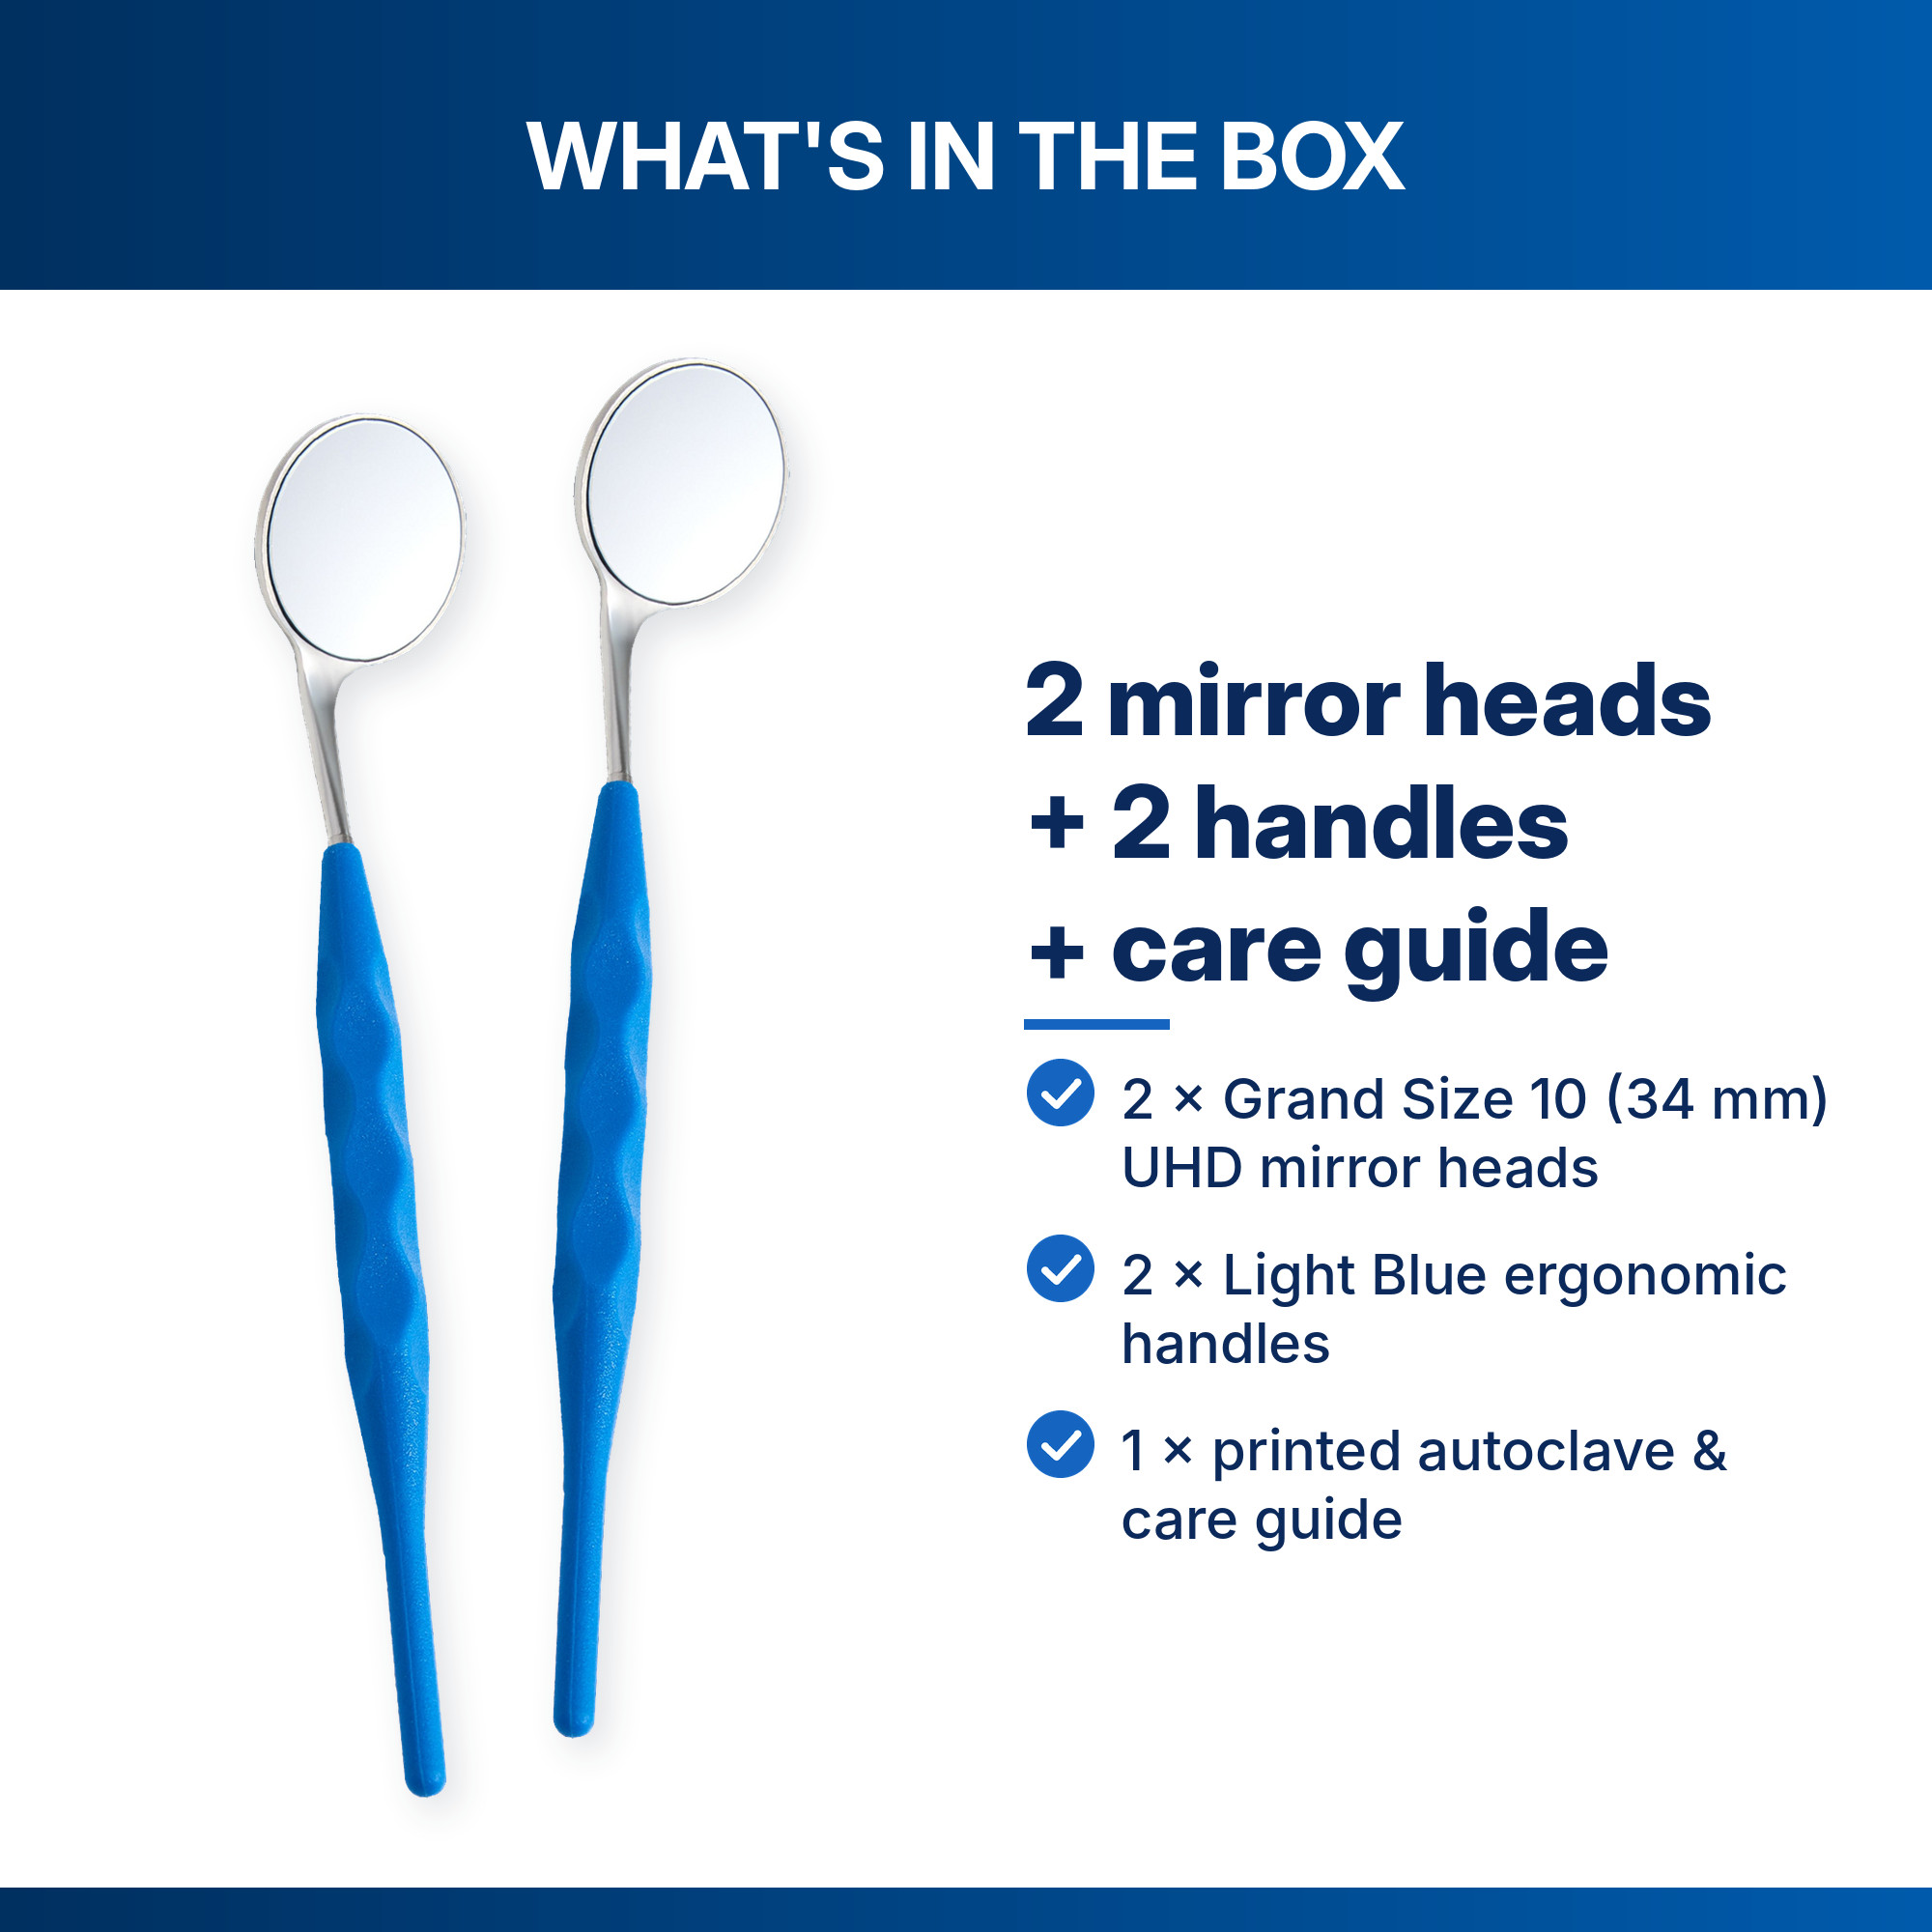 WHAT'S IN THE BOX
2 mirror heads
+ 2 handles
+ care guide
2 × Grand Size 10 (34 mm)
UHD mirror heads
2 × Light Blue ergonomic
handles
1 × printed autoclave &
care guide